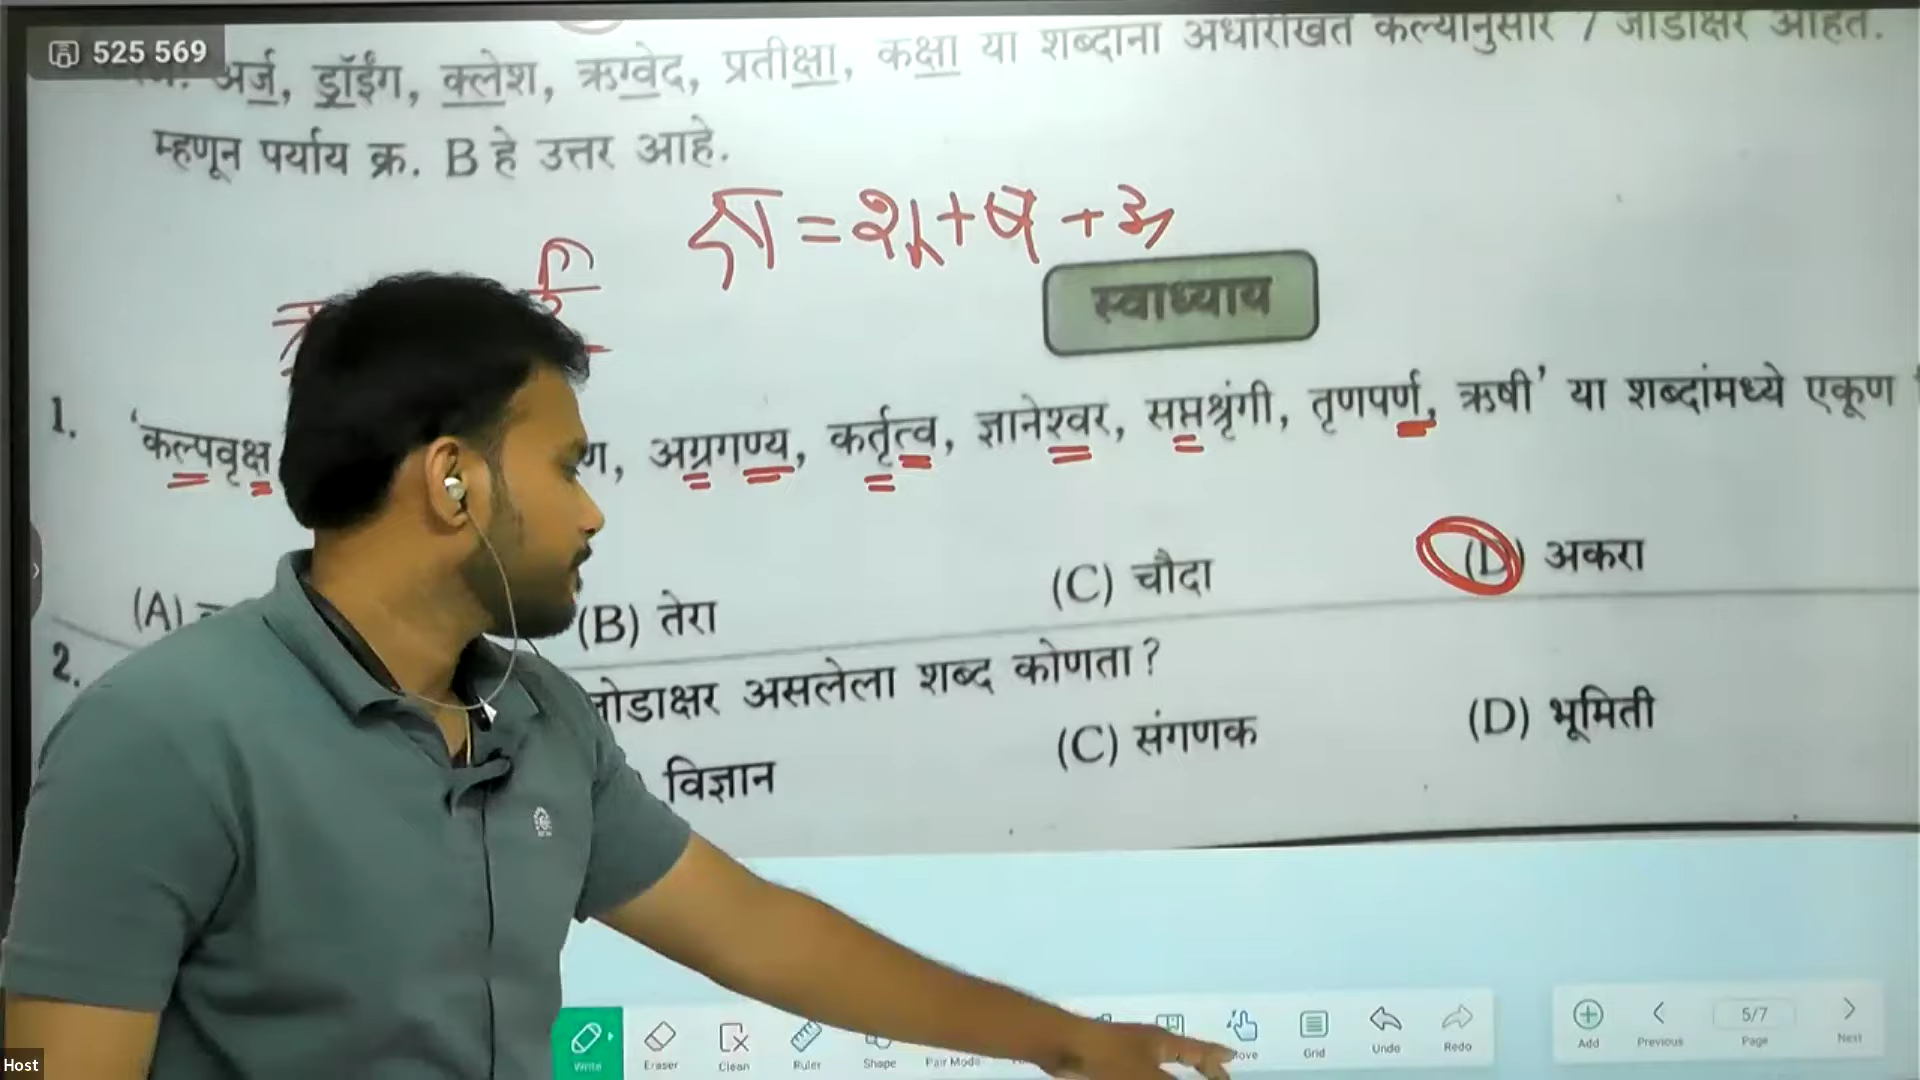 525 569
अर्ज, ड्रॉईंग, क्लेश, ऋग्वेद, प्रतीक्षा, कक्षा या शब्दाना अधोरेखित केल्यानुसार 7 जोडाक्षरे आहेत.
म्हणून पर्याय क्र. B हे उत्तर आहे.
= + + अ
स्वाध्याय
1. 'कल्पवृक्ष ण, अग्रगण्य, कर्तृत्व, ज्ञानेश्वर, सप्तश्रृंगी, तृणपर्ण, ऋषी' या शब्दांमध्ये एकूण
(A) (B) तेरा (C) चौदा (D) अकरा
2. जोडाक्षर असलेला शब्द कोणता?
विज्ञान (C) संगणक (D) भूमिती
Write Eraser Clean Ruler Shape Pair Mode Grid Undo Redo Add Previous 5/7 Page Next
Host